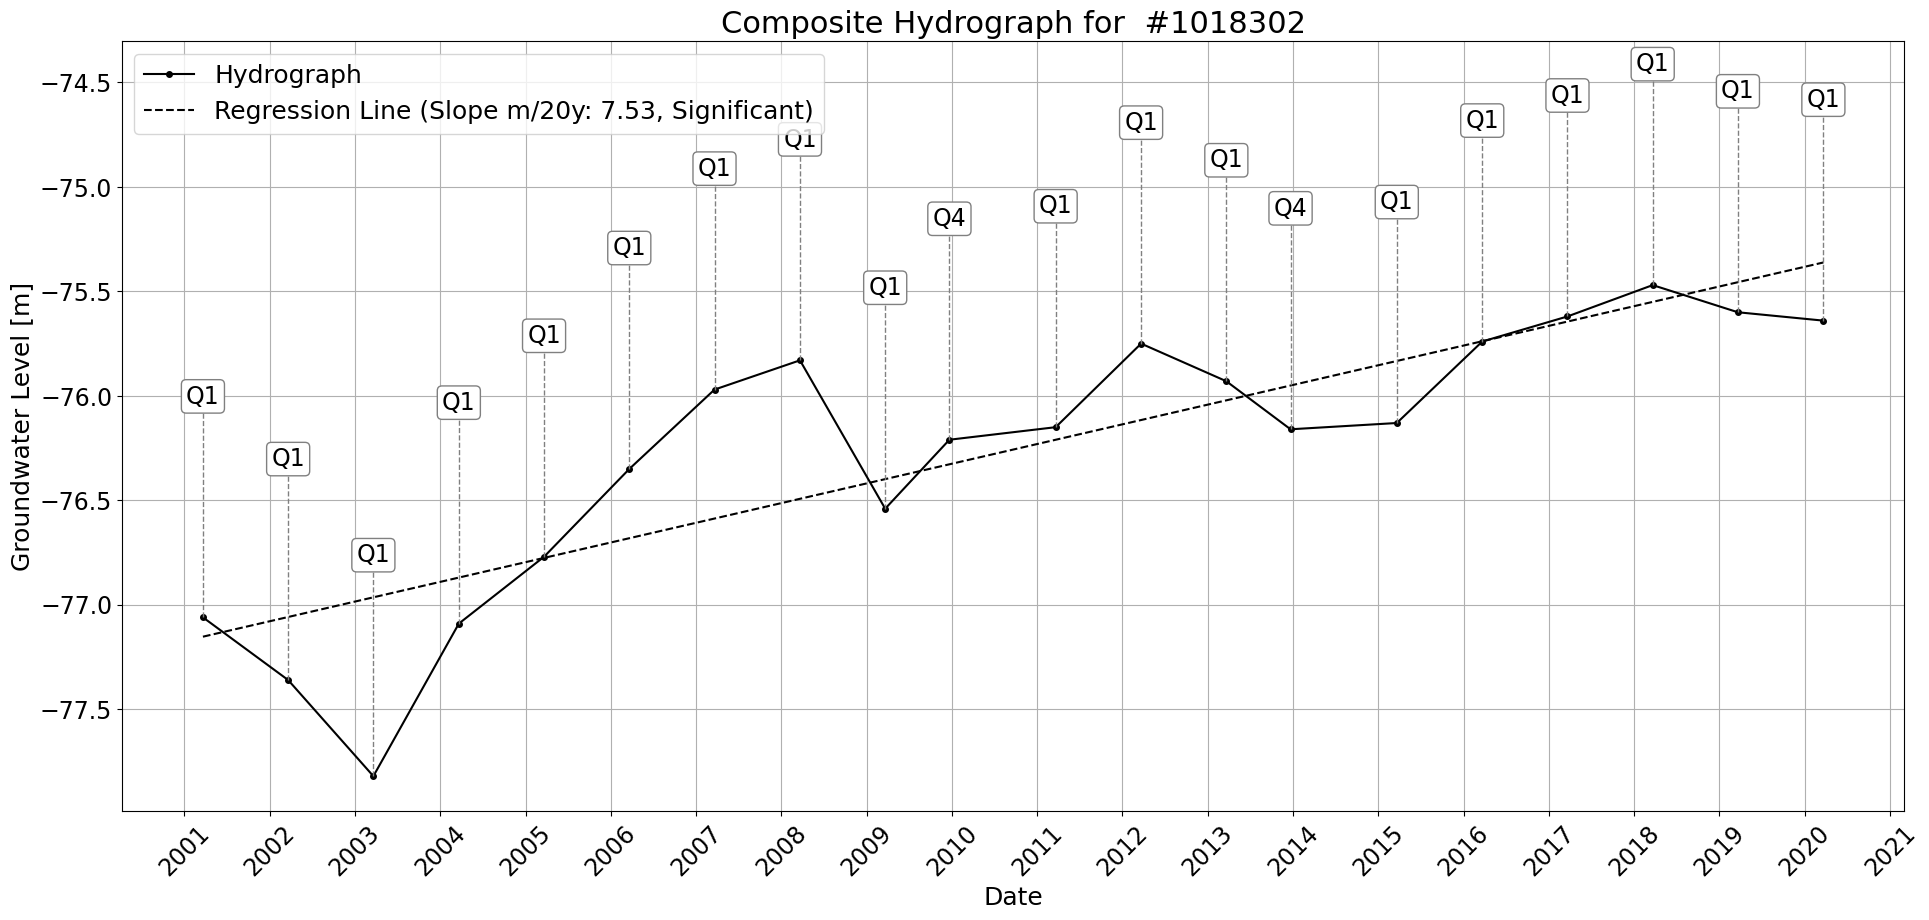 Composite Hydrograph for  #1018302
Hydrograph
Regression Line (Slope m/20y: 7.53, Significant)
Groundwater Level [m]
−74.5
−75.0
−75.5
−76.0
−76.5
−77.0
−77.5
Q1
Q1
Q1
Q1
Q1
Q1
Q1
Q1
Q1
Q4
Q1
Q1
Q1
Q4
Q1
Q1
Q1
Q1
Q1
Q1
2001
2002
2003
2004
2005
2006
2007
2008
2009
2010
2011
2012
2013
2014
2015
2016
2017
2018
2019
2020
2021
Date